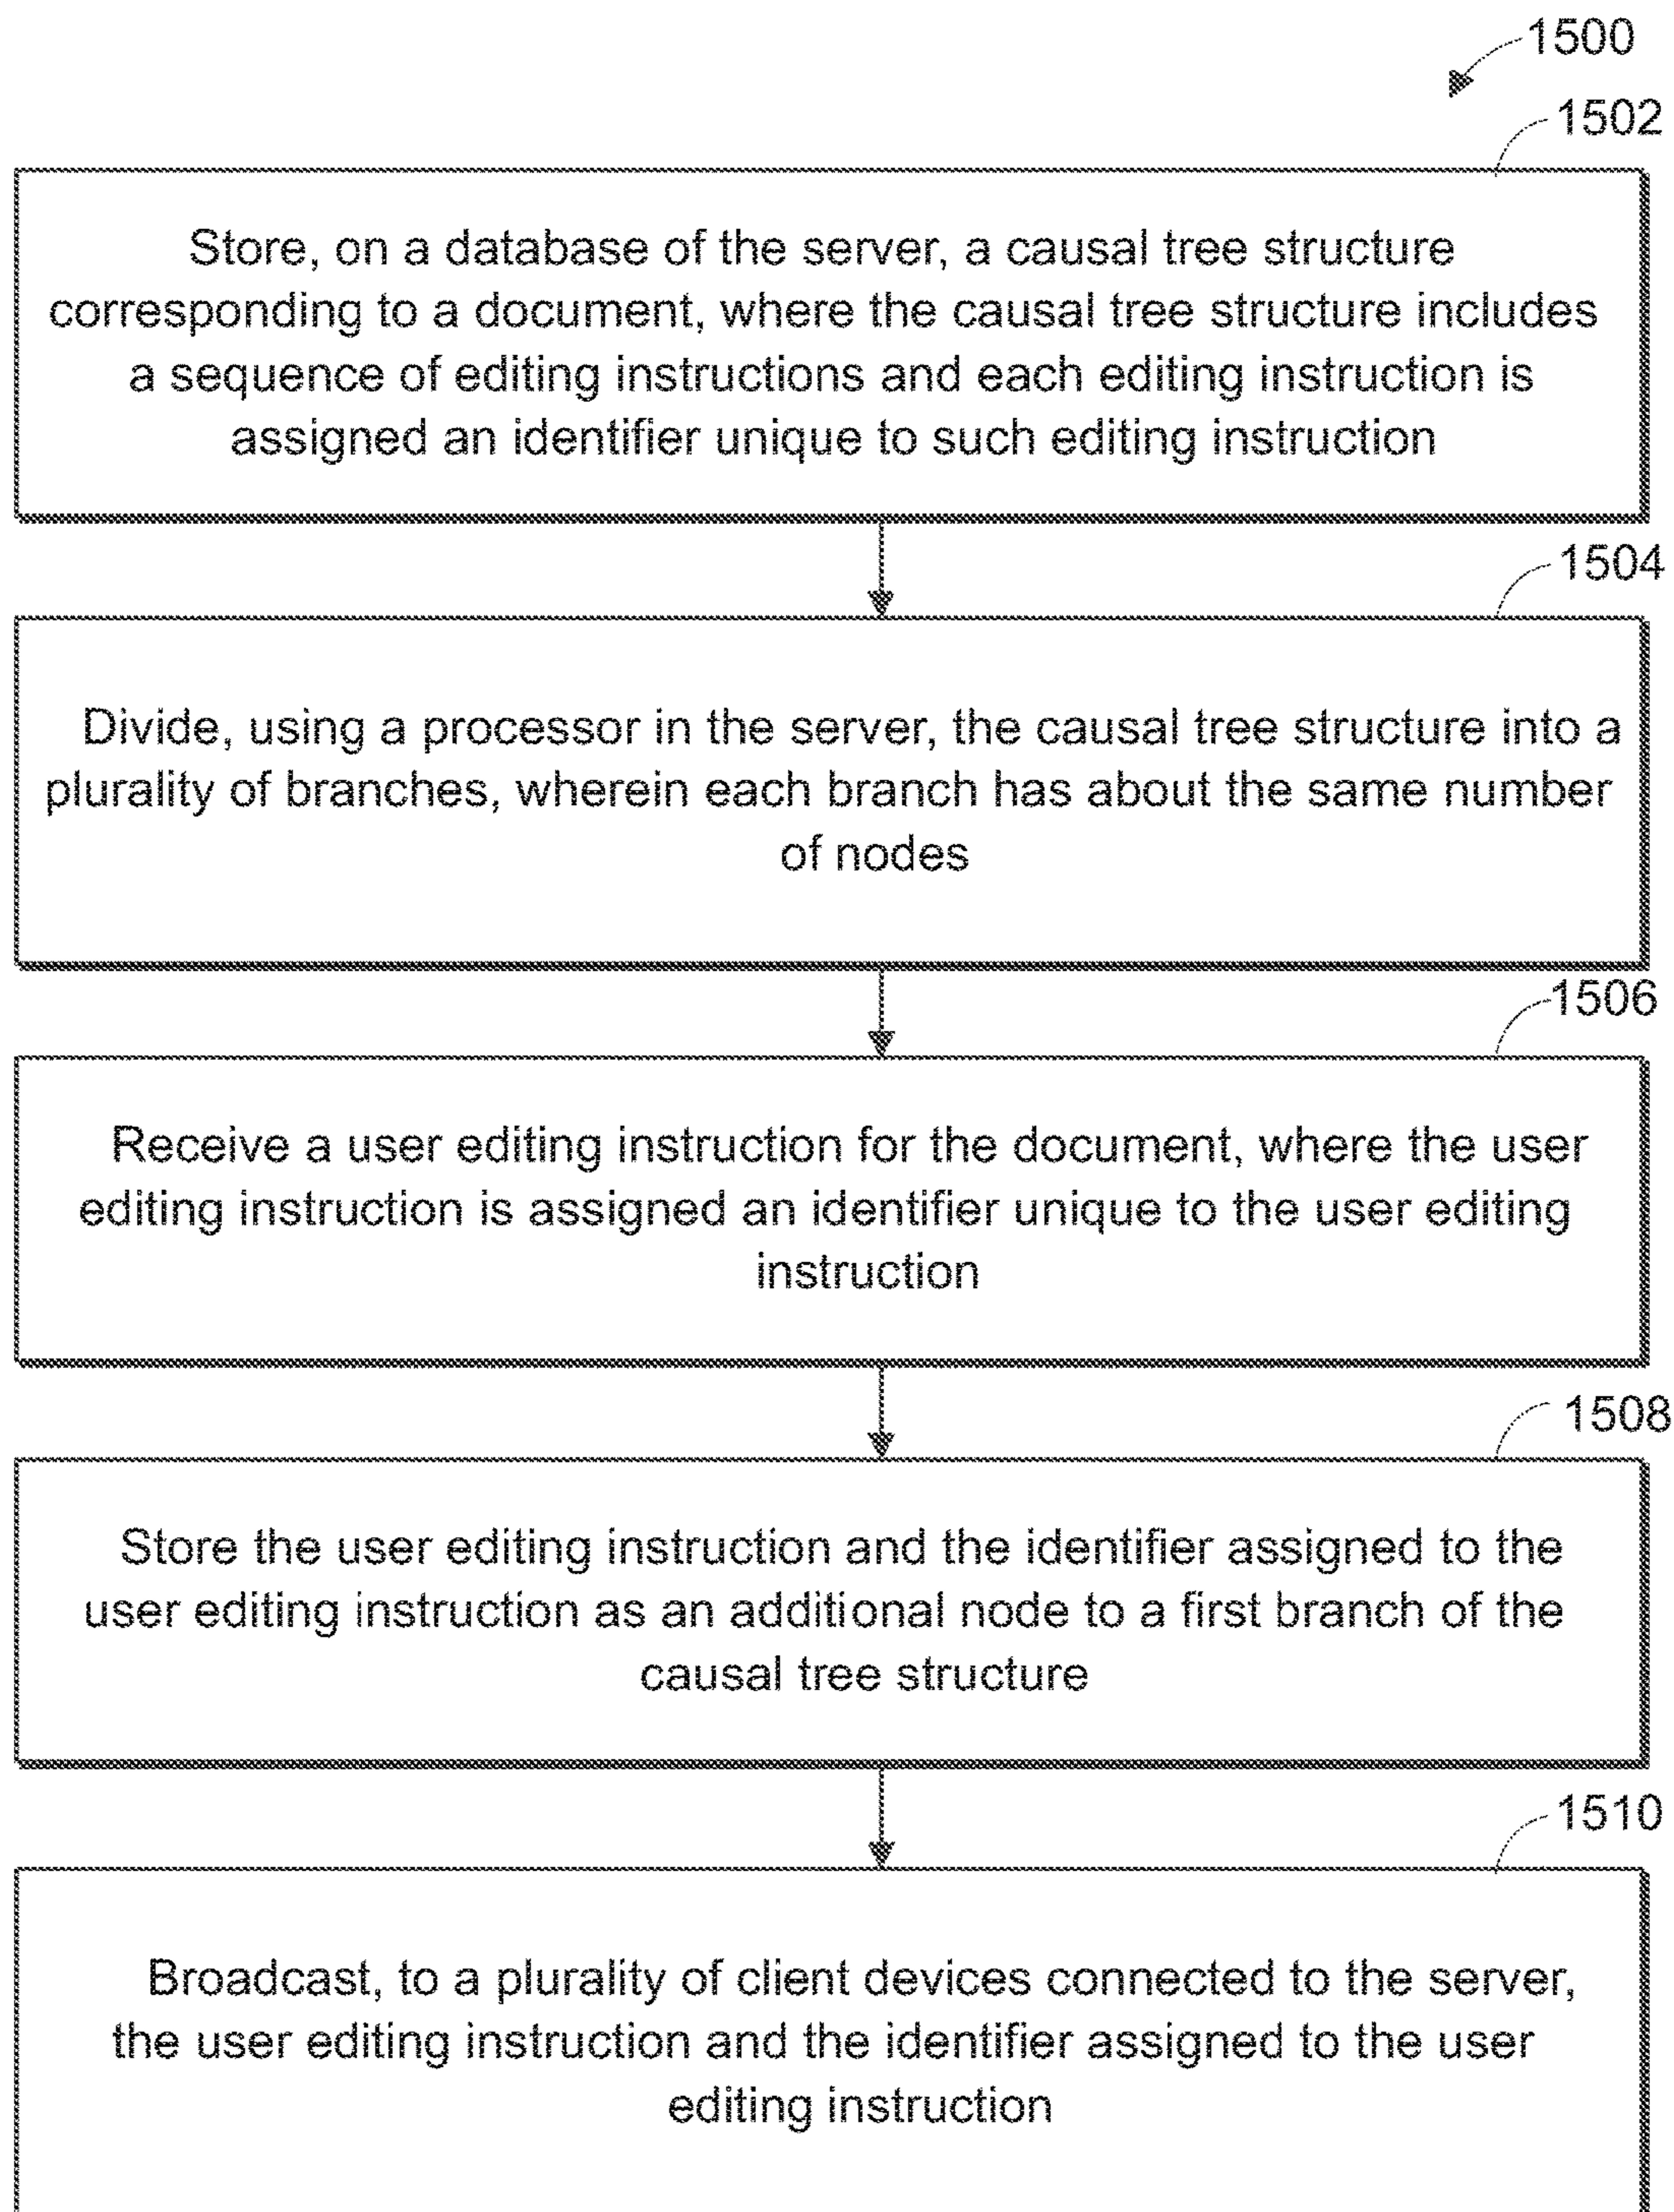 1500
1502
Store, on a database of the server, a causal tree structure
corresponding to a document, where the causal tree structure includes
a sequence of editing instructions and each editing instruction is
assigned an identifier unique to such editing instruction
1504
Divide, using a processor in the server, the causal tree structure into a
plurality of branches, wherein each branch has about the same number
of nodes
1506
Receive a user editing instruction for the document, where the user
editing instruction is assigned an identifier unique to the user editing
instruction
1508
Store the user editing instruction and the identifier assigned to the
user editing instruction as an additional node to a first branch of the
causal tree structure
1510
Broadcast, to a plurality of client devices connected to the server,
the user editing instruction and the identifier assigned to the user
editing instruction